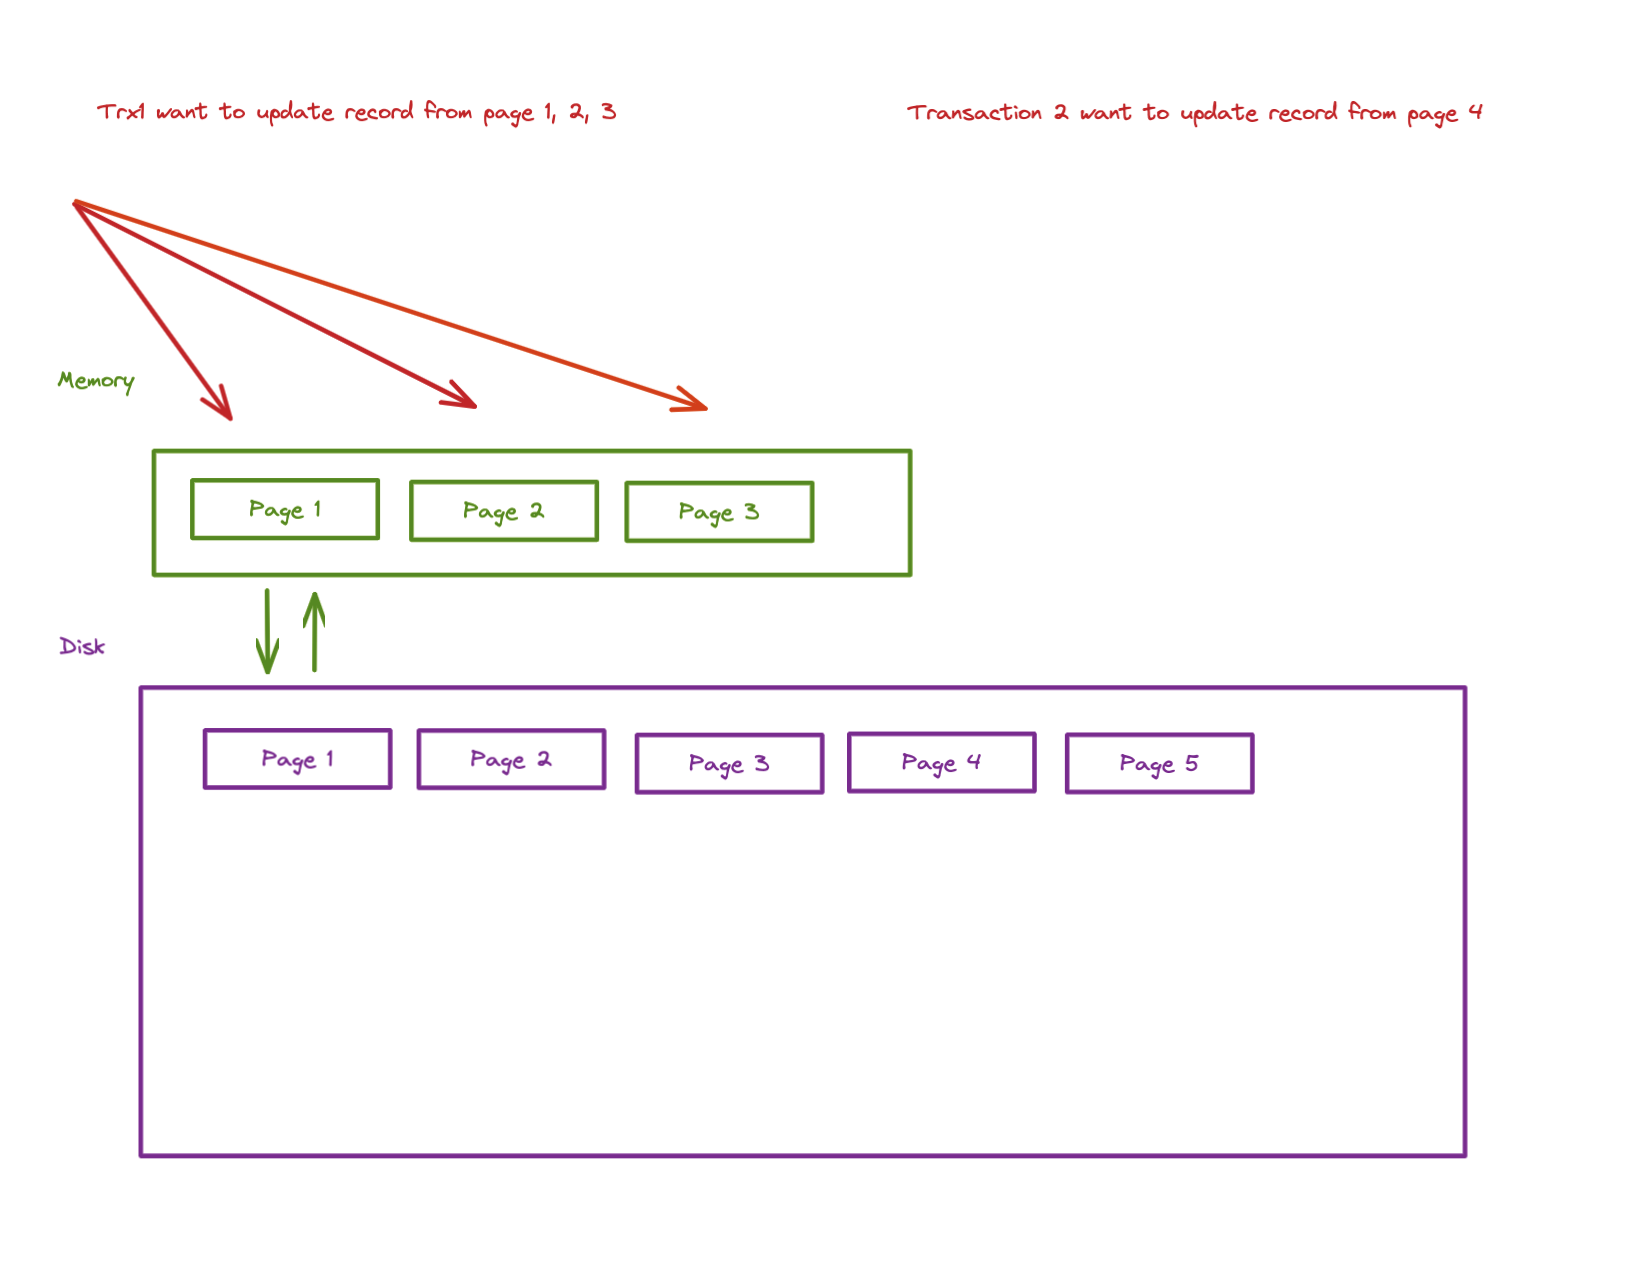 Trx1 want to update record from page 1, 2, 3
Transaction 2 want to update record from page 4
Memory
Page 1
Page 2
Page 3
Disk
Page 1
Page 2
Page 3
Page 4
Page 5